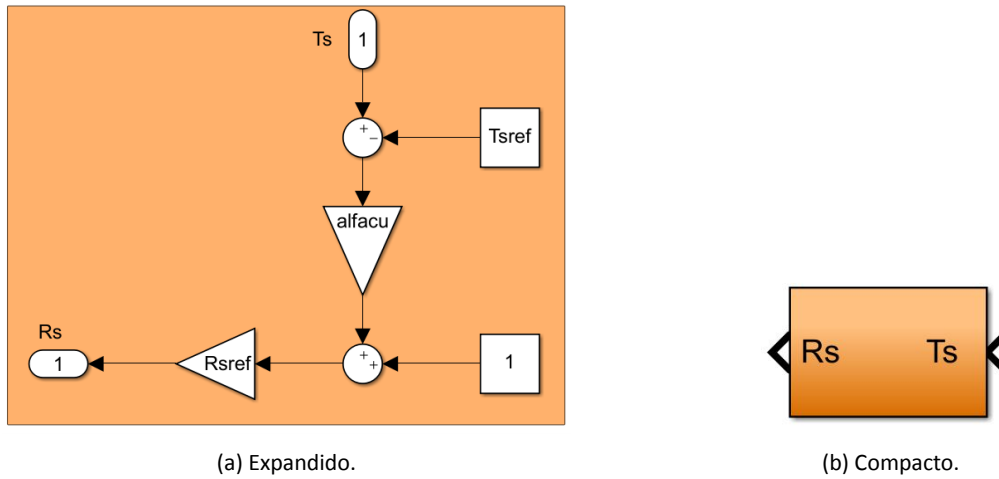 Ts
1
+
−
Tsref
alfacu
Rs
1
Rsref
+
+
1
Rs
Ts
(a) Expandido.
(b) Compacto.